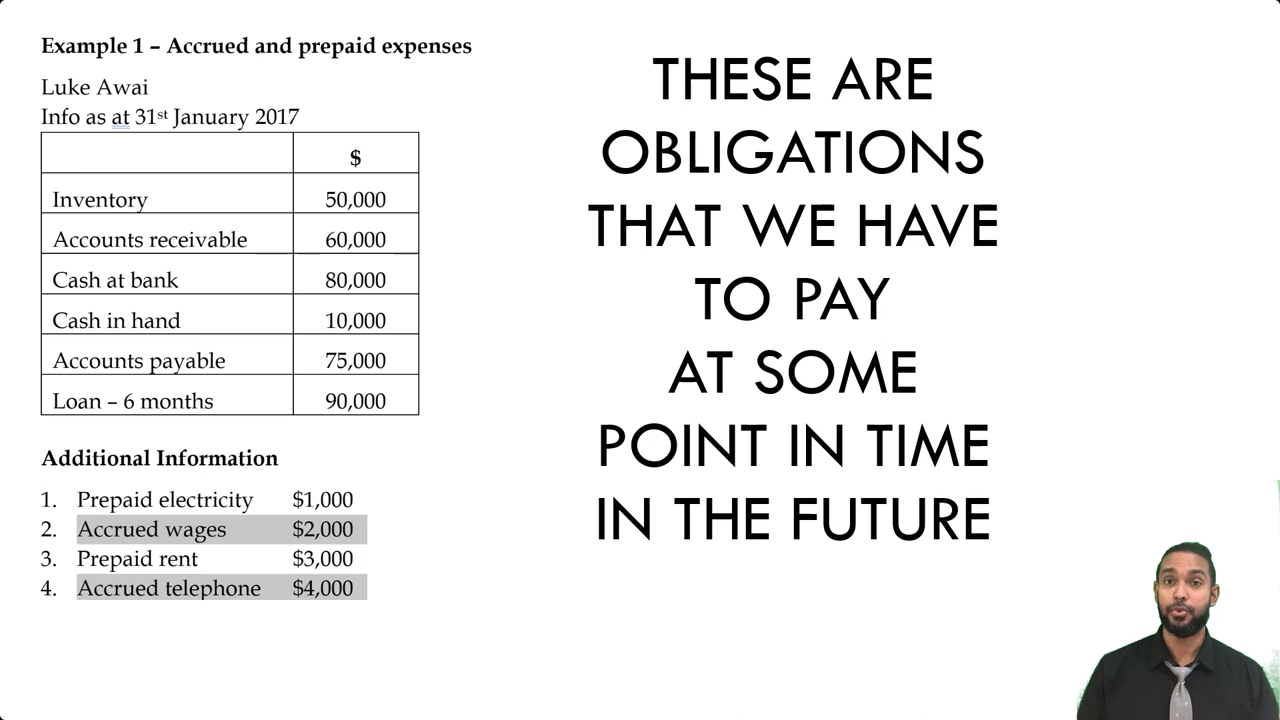 Example 1 – Accrued and prepaid expenses
Luke Awai
Info as at 31st January 2017
$
Inventory 50,000
Accounts receivable 60,000
Cash at bank 80,000
Cash in hand 10,000
Accounts payable 75,000
Loan – 6 months 90,000
Additional Information
1. Prepaid electricity $1,000
2. Accrued wages $2,000
3. Prepaid rent $3,000
4. Accrued telephone $4,000
THESE ARE
OBLIGATIONS
THAT WE HAVE
TO PAY
AT SOME
POINT IN TIME
IN THE FUTURE